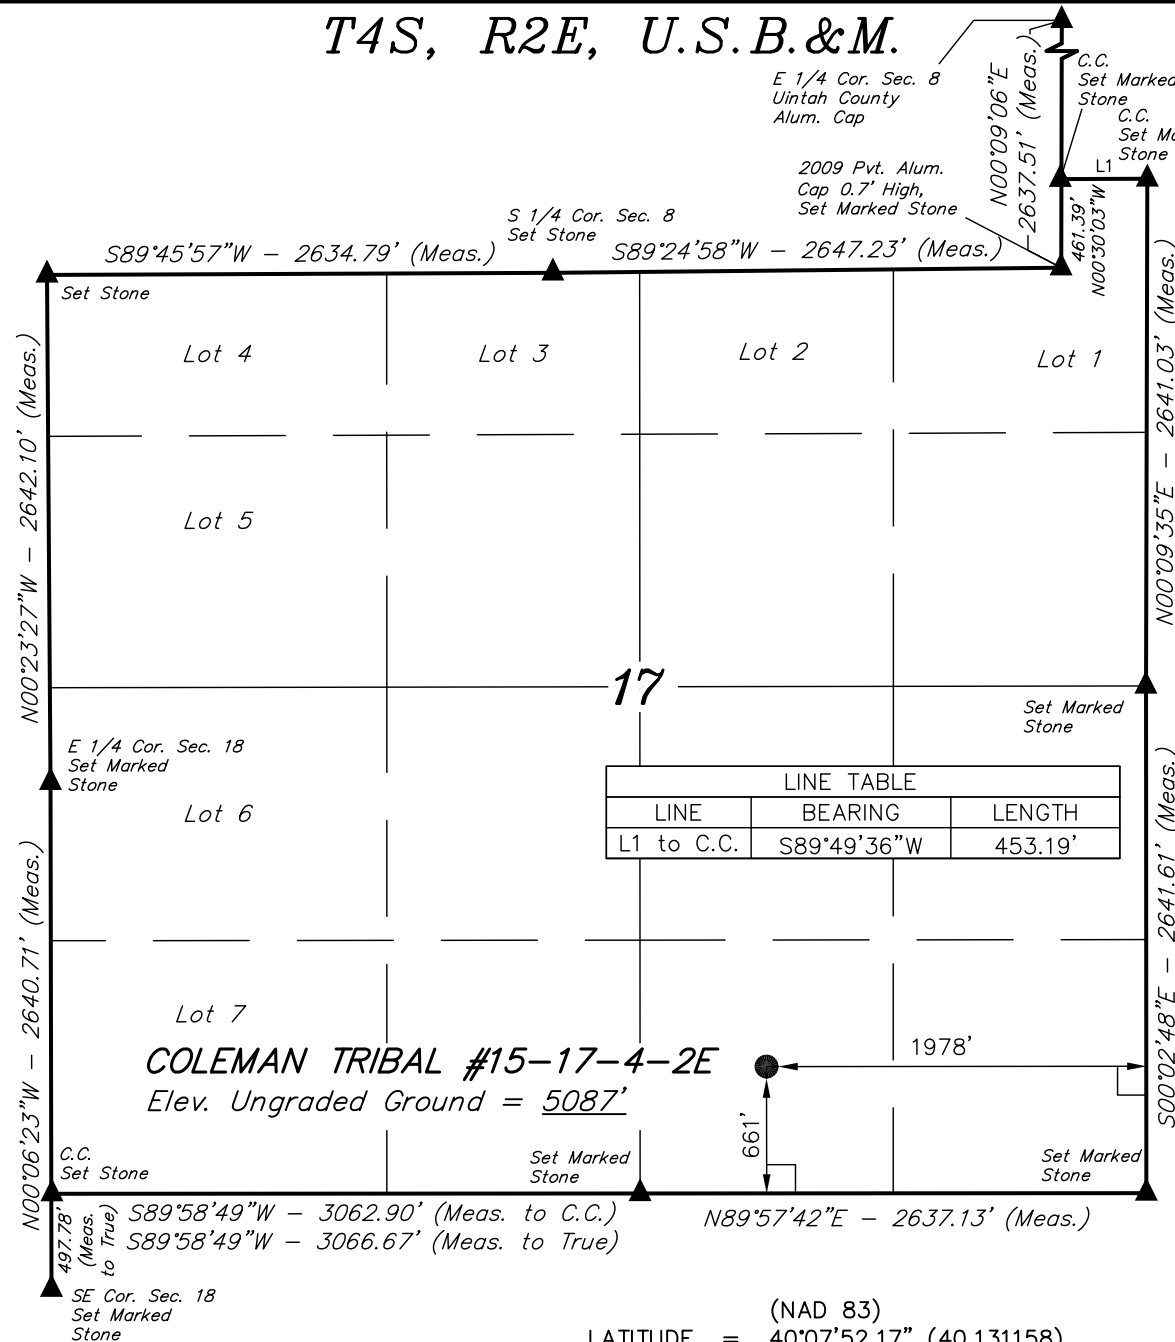 T4S, R2E, U.S.B.&M.
E 1/4 Cor. Sec. 8
Uintah County
Alum. Cap
N00°09'06"E
-2637.51' (Meas.)
C.C.
Set Marked
Stone
C.C.
Stone
L1
2009 Pvt. Alum.
Cap 0.7' High,
Set Marked Stone
461.39'
N00°30'03"W
S 1/4 Cor. Sec. 8
Set Stone
S89°45'57"W - 2634.79' (Meas.)
S89°24'58"W - 2647.23' (Meas.)
Set Stone
Lot 4
Lot 3
Lot 2
Lot 1
N00°23'27"W - 2642.10' (Meas.)
N00°09'35"E - 2641.03' (Meas.)
Lot 5
17
Set Marked
Stone
E 1/4 Cor. Sec. 18
Set Marked
Stone
Lot 6
LINE TABLE
LINE BEARING LENGTH
L1 to C.C. S89°49'36"W 453.19'
N00°06'23"W - 2640.71' (Meas.)
S00°02'48"E - 2641.61' (Meas.)
Lot 7
COLEMAN TRIBAL #15-17-4-2E
Elev. Ungraded Ground = 5087'
1978'
661'
C.C.
Set Stone
Set Marked
Stone
Set Marked
Stone
S89°58'49"W - 3062.90' (Meas. to C.C.)
S89°58'49"W - 3066.67' (Meas. to True)
N89°57'42"E - 2637.13' (Meas.)
497.78'
(Meas.
to True)
SE Cor. Sec. 18
Set Marked
Stone
(NAD 83)
LATITUDE = 40°07'52.17" (40.131158)